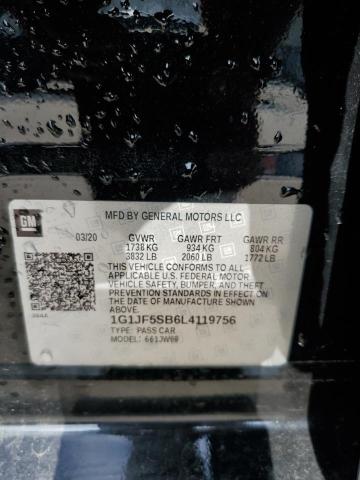 GM
MFD BY GENERAL MOTORS LLC
03/20 GVWR GAWR FRT GAWR RR
1738 KG 934 KG 804 KG
3832 LB 2060 LB 1772 LB
THIS VEHICLE CONFORMS TO ALL
APPLICABLE U.S. FEDERAL MOTOR
VEHICLE SAFETY, BUMPER, AND THEFT
PREVENTION STANDARDS IN EFFECT ON THE
DATE OF MANUFACTURE SHOWN ABOVE.
1G1JF5SB6L4119756
TYPE: PASS CAR
MODEL: